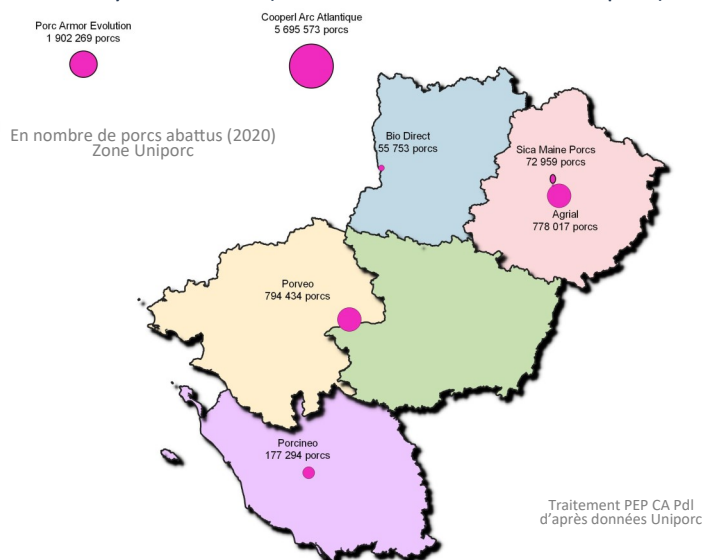 Porc Armor Evolution
1 902 269 porcs
Cooperl Arc Atlantique
5 695 573 porcs
En nombre de porcs abattus (2020)
Zone Uniporc
Bio Direct
55 753 porcs
Sica Maine Porcs
72 959 porcs
Agrial
778 017 porcs
Porveo
794 434 porcs
Porcineo
177 294 porcs
Traitement PEP CA Pdl
d'après données Uniporc